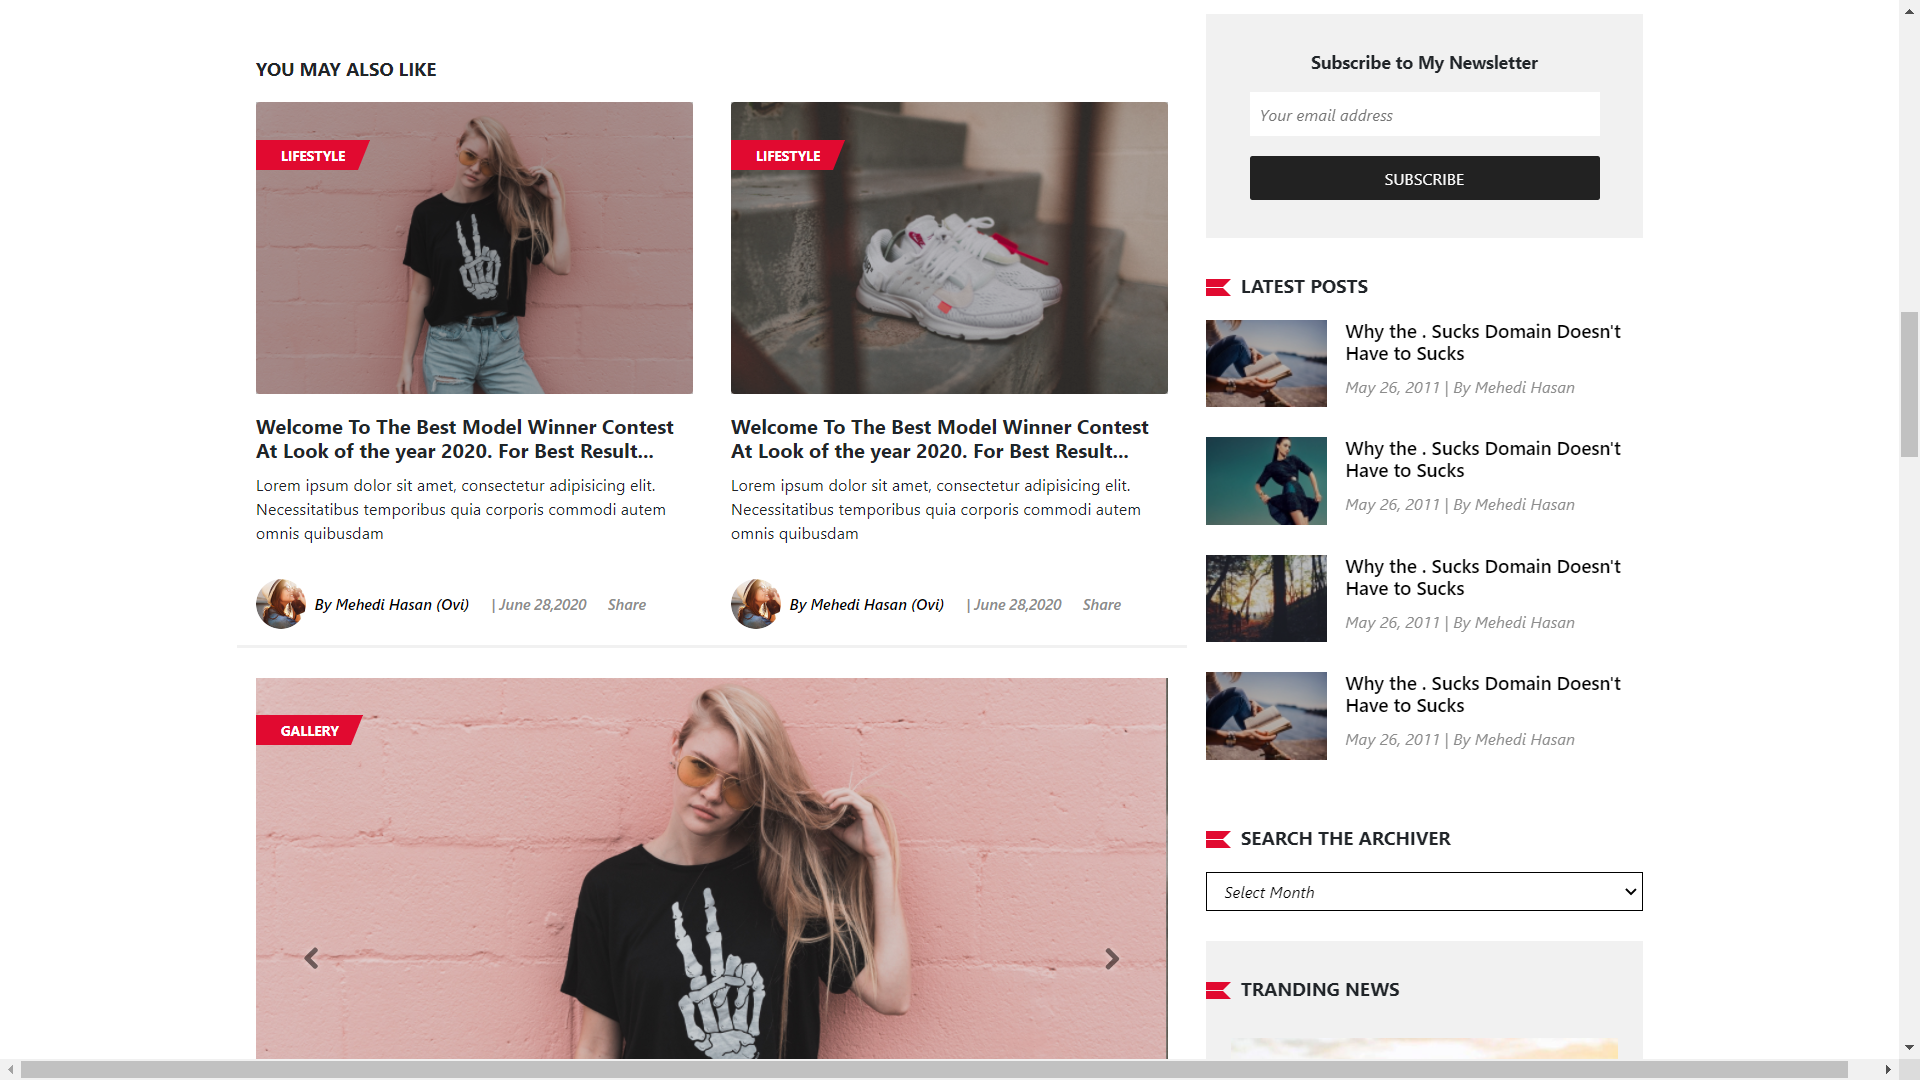 YOU MAY ALSO LIKE
LIFESTYLE
Welcome To The Best Model Winner Contest
At Look of the year 2020. For Best Result...
Lorem ipsum dolor sit amet, consectetur adipisicing elit.
Necessitatibus temporibus quia corporis commodi autem
omnis quibusdam
By Mehedi Hasan (Ovi) | June 28,2020 Share
LIFESTYLE
Welcome To The Best Model Winner Contest
At Look of the year 2020. For Best Result...
Lorem ipsum dolor sit amet, consectetur adipisicing elit.
Necessitatibus temporibus quia corporis commodi autem
omnis quibusdam
By Mehedi Hasan (Ovi) | June 28,2020 Share
GALLERY
Subscribe to My Newsletter
Your email address
SUBSCRIBE
LATEST POSTS
Why the . Sucks Domain Doesn't
Have to Sucks
May 26, 2011 | By Mehedi Hasan
Why the . Sucks Domain Doesn't
Have to Sucks
May 26, 2011 | By Mehedi Hasan
Why the . Sucks Domain Doesn't
Have to Sucks
May 26, 2011 | By Mehedi Hasan
Why the . Sucks Domain Doesn't
Have to Sucks
May 26, 2011 | By Mehedi Hasan
SEARCH THE ARCHIVER
Select Month
TRANDING NEWS